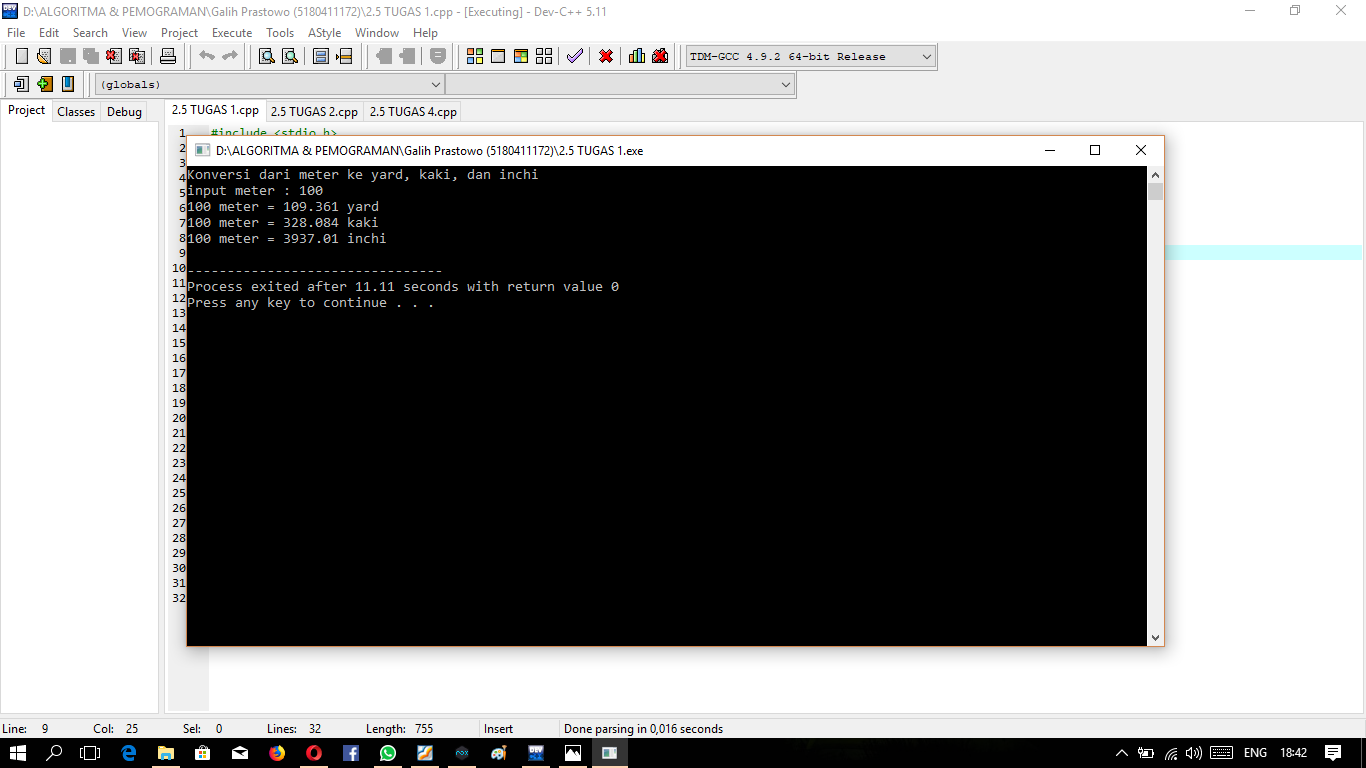 D:\ALGORITMA & PEMOGRAMAN\Galih Prastowo (5180411172)\2.5 TUGAS 1.cpp - [Executing] - Dev-C++ 5.11
File Edit Search View Project Execute Tools AStyle Window Help
TDM-GCC 4.9.2 64-bit Release
(globals)
Project Classes Debug 2.5 TUGAS 1.cpp 2.5 TUGAS 2.cpp 2.5 TUGAS 4.cpp
1 #include <stdio.h>
D:\ALGORITMA & PEMOGRAMAN\Galih Prastowo (5180411172)\2.5 TUGAS 1.exe
2
3
4
5
6
7
8
9
10
11
12
13
14
15
16
17
18
19
20
21
22
23
24
25
26
27
28
29
30
31
32
Konversi dari meter ke yard, kaki, dan inchi
input meter : 100
100 meter = 109.361 yard
100 meter = 328.084 kaki
100 meter = 3937.01 inchi
--------------------------------
Process exited after 11.11 seconds with return value 0
Press any key to continue . . .
Line: 9 Col: 25 Sel: 0 Lines: 32 Length: 755 Insert Done parsing in 0,016 seconds
DEV
ENG 18:42